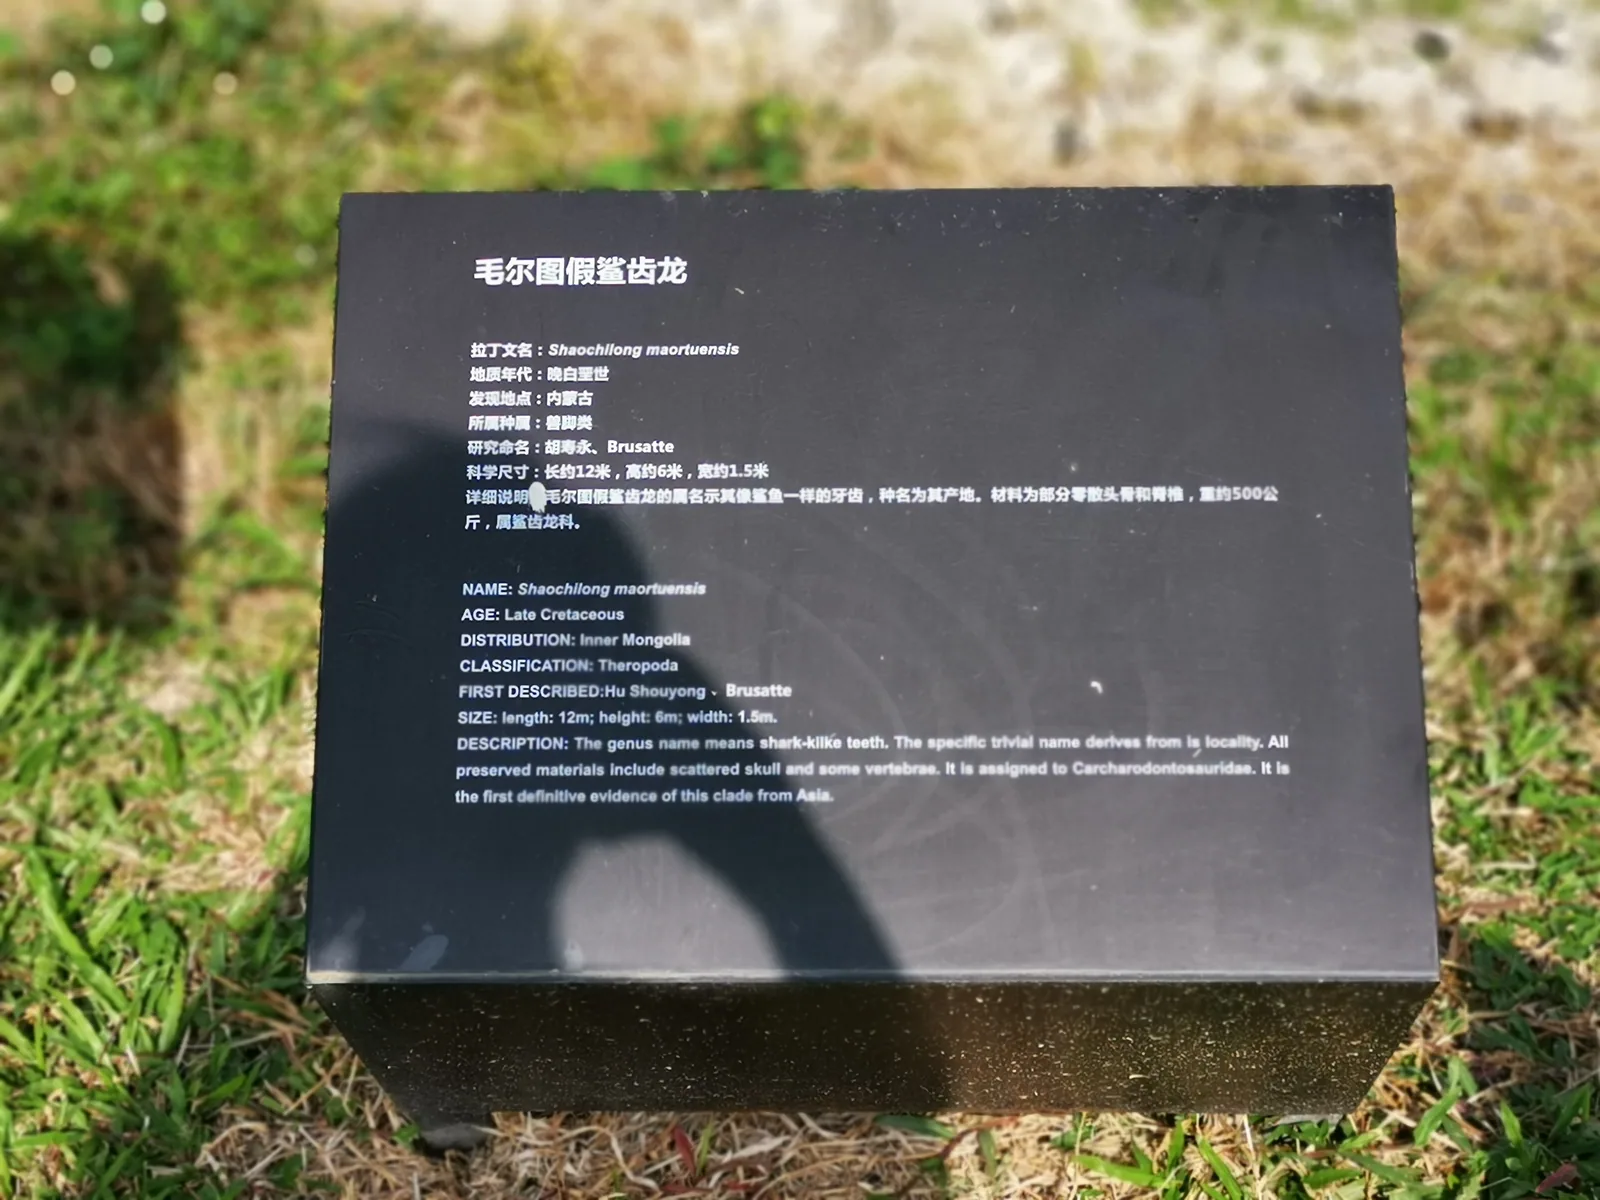 毛尔图假鲨齿龙
拉丁文名：Shaochilong maortuensis
地质年代：晚白垩世
发现地点：内蒙古
所属种属：兽脚类
研究命名：胡寿永、Brusatte
科学尺寸：长约12米，高约6米，宽约1.5米
详细说明 毛尔图假鲨齿龙的属名示其像鲨鱼一样的牙齿，种名为其产地。材料为部分零散头骨和脊椎，重约500公
斤，属鲨齿龙科。
NAME: Shaochilong maortuensis
AGE: Late Cretaceous
DISTRIBUTION: Inner Mongolia
CLASSIFICATION: Theropoda
FIRST DESCRIBED:Hu Shouyong、Brusatte
SIZE: length: 12m; height: 6m; width: 1.5m.
DESCRIPTION: The genus name means shark-klike teeth. The specific trivial name derives from is locality. All
preserved materials include scattered skull and some vertebrae. It is assigned to Carcharodontosauridae. It is
the first definitive evidence of this clade from Asia.